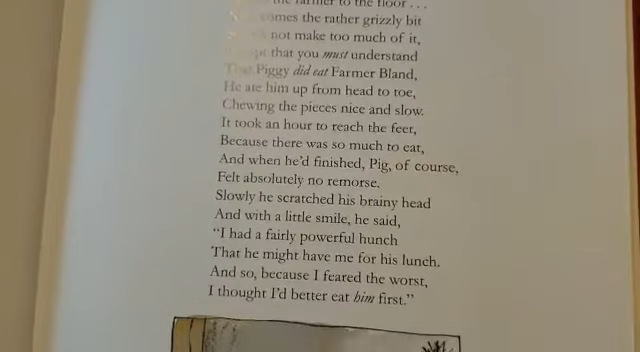 the farmer to the floor . . .
comes the rather grizzly bit
not make too much of it,
that you must understand
Piggy did eat Farmer Bland,
He ate him up from head to toe,
Chewing the pieces nice and slow.
It took an hour to reach the feet,
Because there was so much to eat,
And when he'd finished, Pig, of course,
Felt absolutely no remorse.
Slowly he scratched his brainy head
And with a little smile, he said,
"I had a fairly powerful hunch
That he might have me for his lunch.
And so, because I feared the worst,
I thought I'd better eat him first."